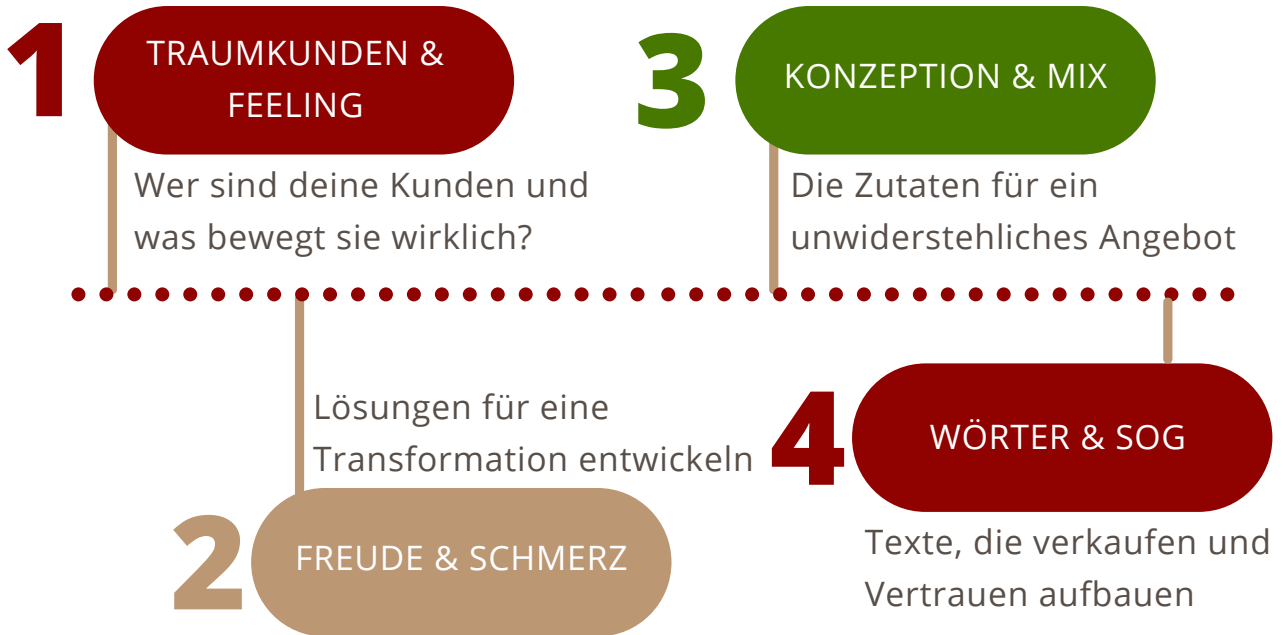 1
TRAUMKUNDEN &
FEELING
Wer sind deine Kunden und
was bewegt sie wirklich?
2
Lösungen für eine
Transformation entwickeln
FREUDE & SCHMERZ
3
KONZEPTION & MIX
Die Zutaten für ein
unwiderstehliches Angebot
4
WÖRTER & SOG
Texte, die verkaufen und
Vertrauen aufbauen